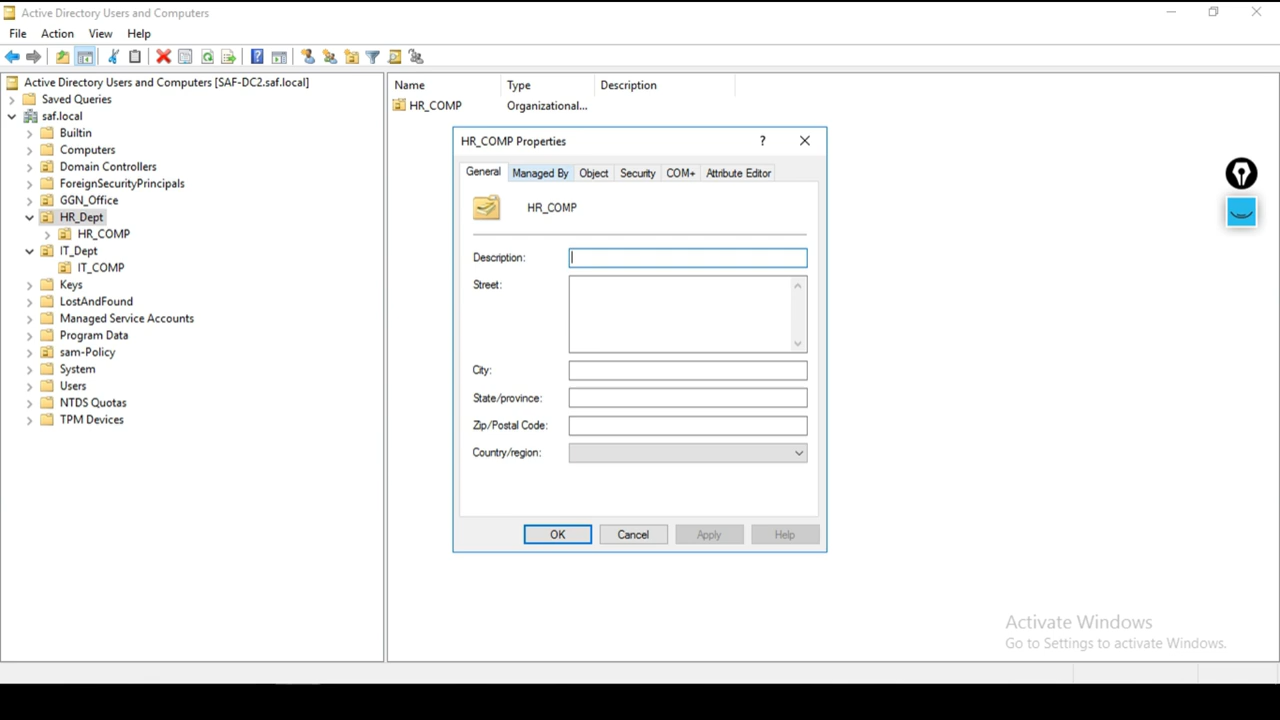 Active Directory Users and Computers
File Action View Help
Active Directory Users and Computers [SAF-DC2.saf.local]
Saved Queries
saf.local
Builtin
Computers
Domain Controllers
ForeignSecurityPrincipals
GGN_Office
HR_Dept
HR_COMP
IT_Dept
IT_COMP
Keys
LostAndFound
Managed Service Accounts
Program Data
sam-Policy
System
Users
NTDS Quotas
TPM Devices
Name Type Description
HR_COMP Organizational...
HR_COMP Properties
General Managed By Object Security COM+ Attribute Editor
HR_COMP
Description:
Street:
City:
State/province:
Zip/Postal Code:
Country/region:
OK Cancel Apply Help
Activate Windows
Go to Settings to activate Windows.